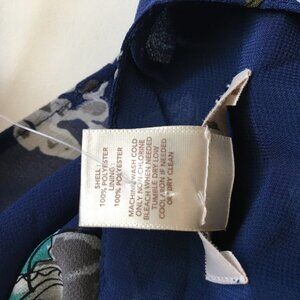 SHELL:
100% POLYESTER
LINING:
100% POLYESTER
MACHINE WASH COLD
ONLY NON-CHLORINE
BLEACH WHEN NEEDED
TUMBLE DRY LOW
COOL IRON IF NEEDED
OR DRY CLEAN